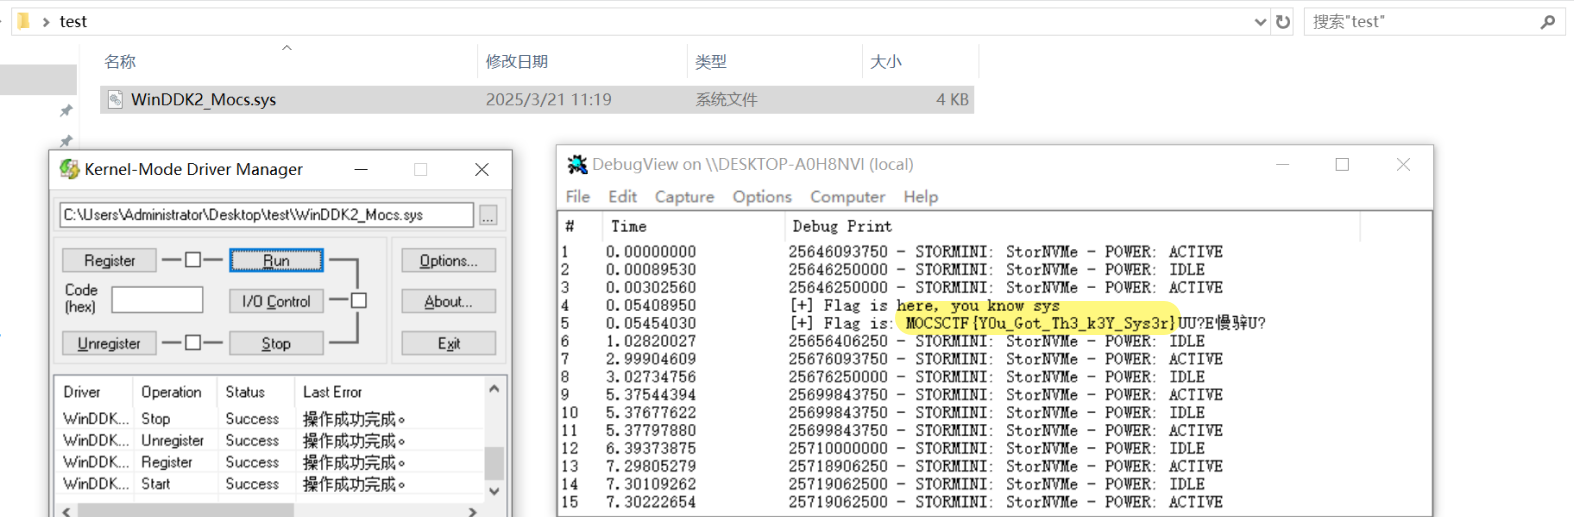 test
搜索"test"
名称 修改日期 类型 大小
WinDDK2_Mocs.sys 2025/3/21 11:19 系统文件 4 KB
Kernel-Mode Driver Manager
C:\Users\Administrator\Desktop\test\WinDDK2_Mocs.sys ...
Register Run Options...
Code (hex) I/O Control About...
Unregister Stop Exit
Driver Operation Status Last Error
WinDDK... Stop Success 操作成功完成。
WinDDK... Unregister Success 操作成功完成。
WinDDK... Register Success 操作成功完成。
WinDDK... Start Success 操作成功完成。
DebugView on \\DESKTOP-A0H8NVI (local)
File Edit Capture Options Computer Help
# Time Debug Print
1 0.00000000 25646093750 - STORMINI: StorNVMe - POWER: ACTIVE
2 0.00089530 25646250000 - STORMINI: StorNVMe - POWER: IDLE
3 0.00302560 25646250000 - STORMINI: StorNVMe - POWER: ACTIVE
4 0.05408950 [+] Flag is here, you know sys
5 0.05454030 [+] Flag is: MOCSCTF{Y0u_Got_Th3_k3Y_Sys3r}UU?E慢骍U?
6 1.02820027 25656406250 - STORMINI: StorNVMe - POWER: IDLE
7 2.99904609 25676093750 - STORMINI: StorNVMe - POWER: ACTIVE
8 3.02734756 25676250000 - STORMINI: StorNVMe - POWER: IDLE
9 5.37544394 25699843750 - STORMINI: StorNVMe - POWER: ACTIVE
10 5.37677622 25699843750 - STORMINI: StorNVMe - POWER: IDLE
11 5.37797880 25699843750 - STORMINI: StorNVMe - POWER: ACTIVE
12 6.39373875 25710000000 - STORMINI: StorNVMe - POWER: IDLE
13 7.29805279 25718906250 - STORMINI: StorNVMe - POWER: ACTIVE
14 7.30109262 25719062500 - STORMINI: StorNVMe - POWER: IDLE
15 7.30222654 25719062500 - STORMINI: StorNVMe - POWER: ACTIVE